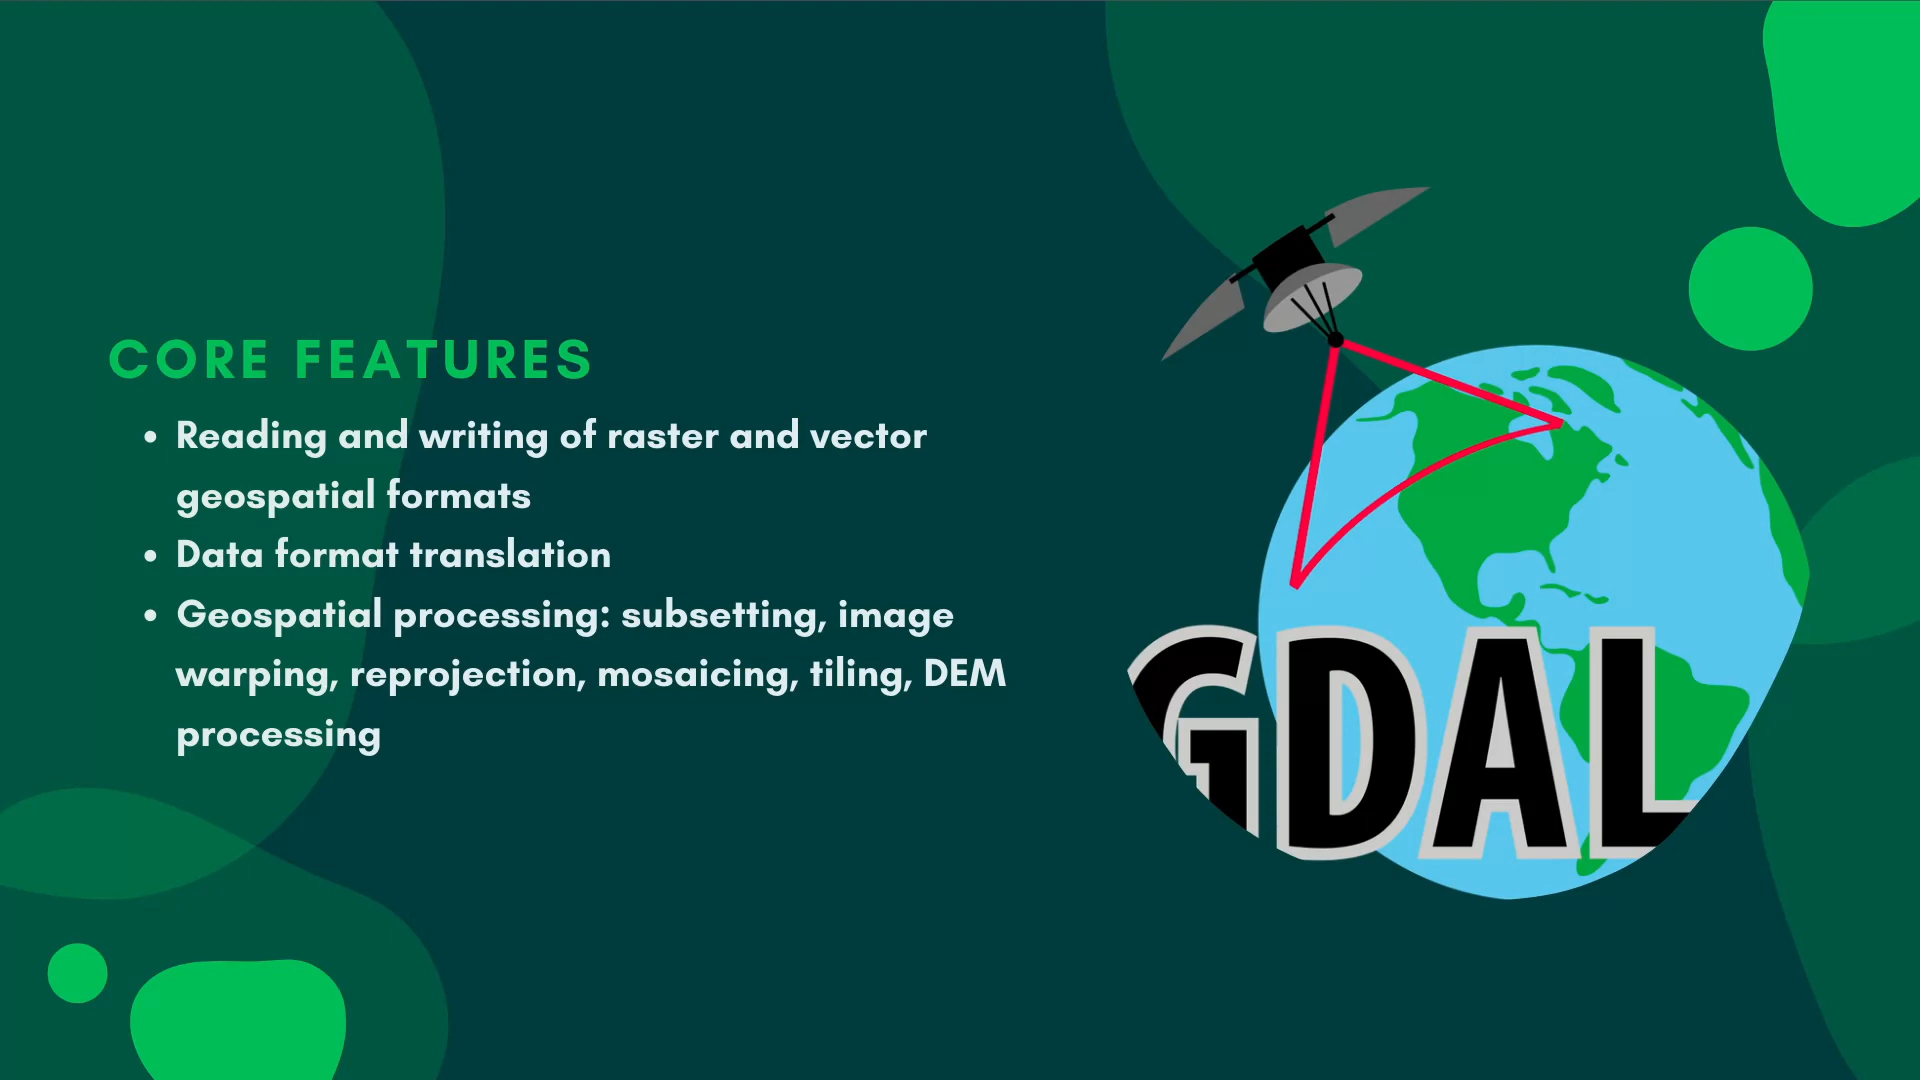 CORE FEATURES
• Reading and writing of raster and vector
geospatial formats
• Data format translation
• Geospatial processing: subsetting, image
warping, reprojection, mosaicing, tiling, DEM
processing
GDAL